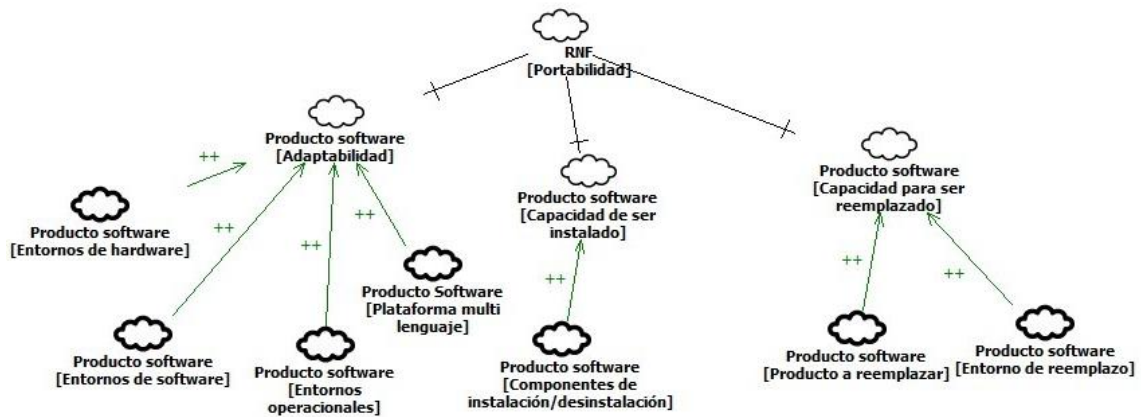 RNF
[Portabilidad]
Producto software
[Adaptabilidad]
Producto software
[Capacidad de ser
instalado]
Producto software
[Capacidad para ser
reemplazado]
++
Producto software
[Entornos de hardware]
++
Producto software
[Entornos de software]
++
Producto software
[Entornos
operacionales]
++
Producto Software
[Plataforma multi
lenguaje]
++
Producto software
[Componentes de
instalación/desinstalación]
++
Producto software
[Producto a reemplazar]
++
Producto software
[Entorno de reemplazo]